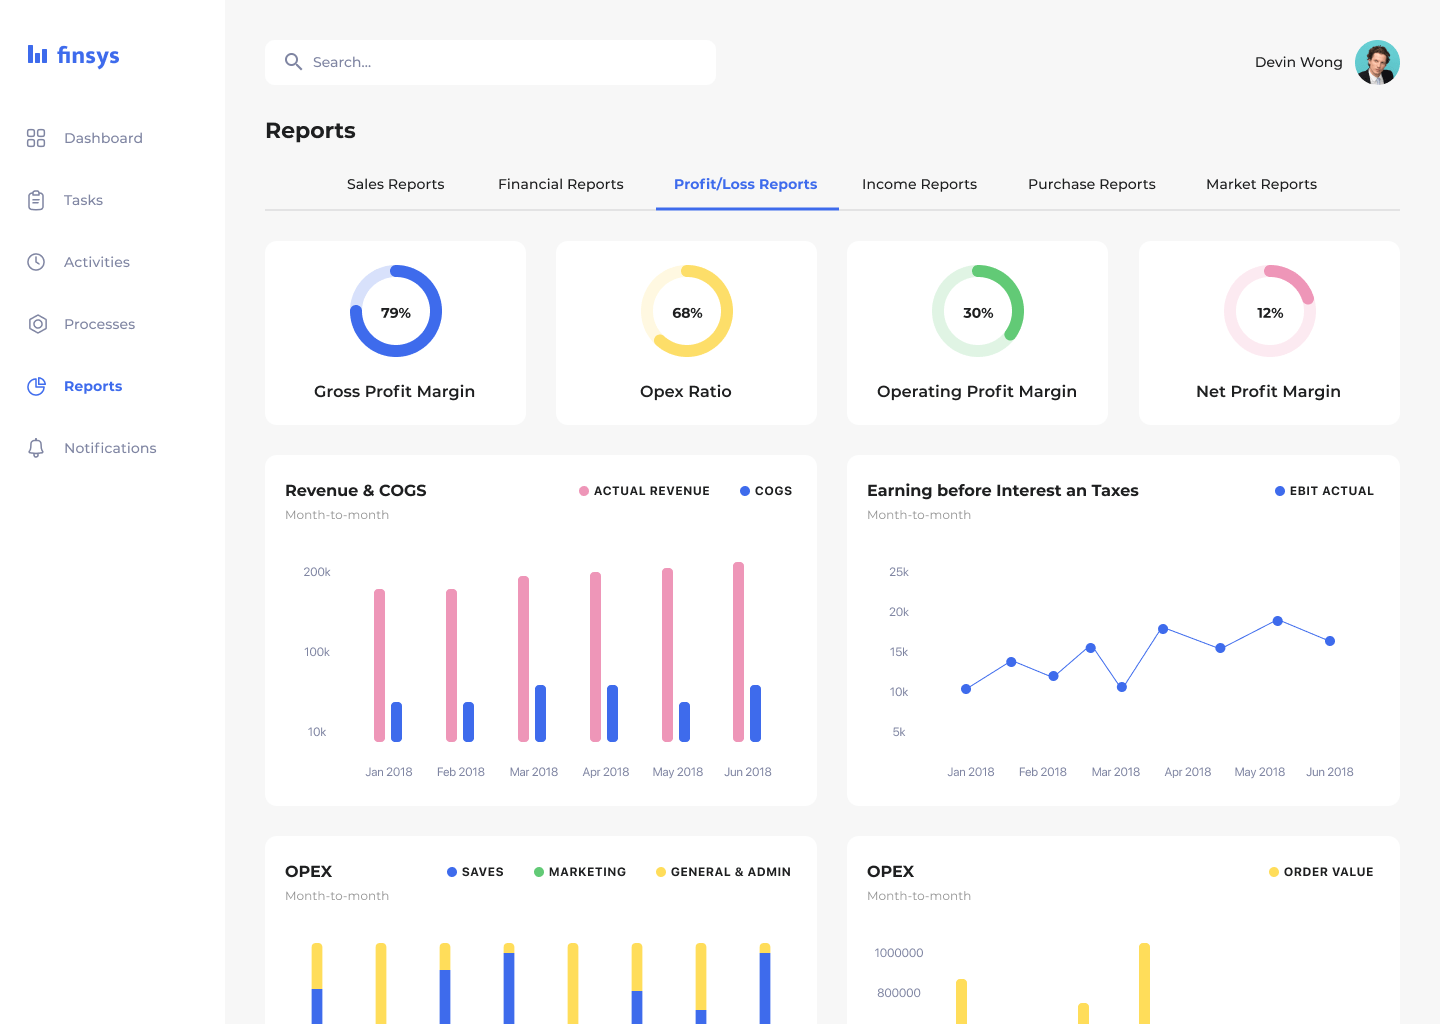 finsys
Search...
Devin Wong
Dashboard
Tasks
Activities
Processes
Reports
Notifications
Reports
Sales Reports
Financial Reports
Profit/Loss Reports
Income Reports
Purchase Reports
Market Reports
79%
Gross Profit Margin
68%
Opex Ratio
30%
Operating Profit Margin
12%
Net Profit Margin
Revenue & COGS
ACTUAL REVENUE
COGS
Month-to-month
200k
100k
10k
Jan 2018
Feb 2018
Mar 2018
Apr 2018
May 2018
Jun 2018
Earning before Interest an Taxes
EBIT ACTUAL
Month-to-month
25k
20k
15k
10k
5k
Jan 2018
Feb 2018
Mar 2018
Apr 2018
May 2018
Jun 2018
OPEX
SAVES
MARKETING
GENERAL & ADMIN
Month-to-month
OPEX
ORDER VALUE
Month-to-month
1000000
800000